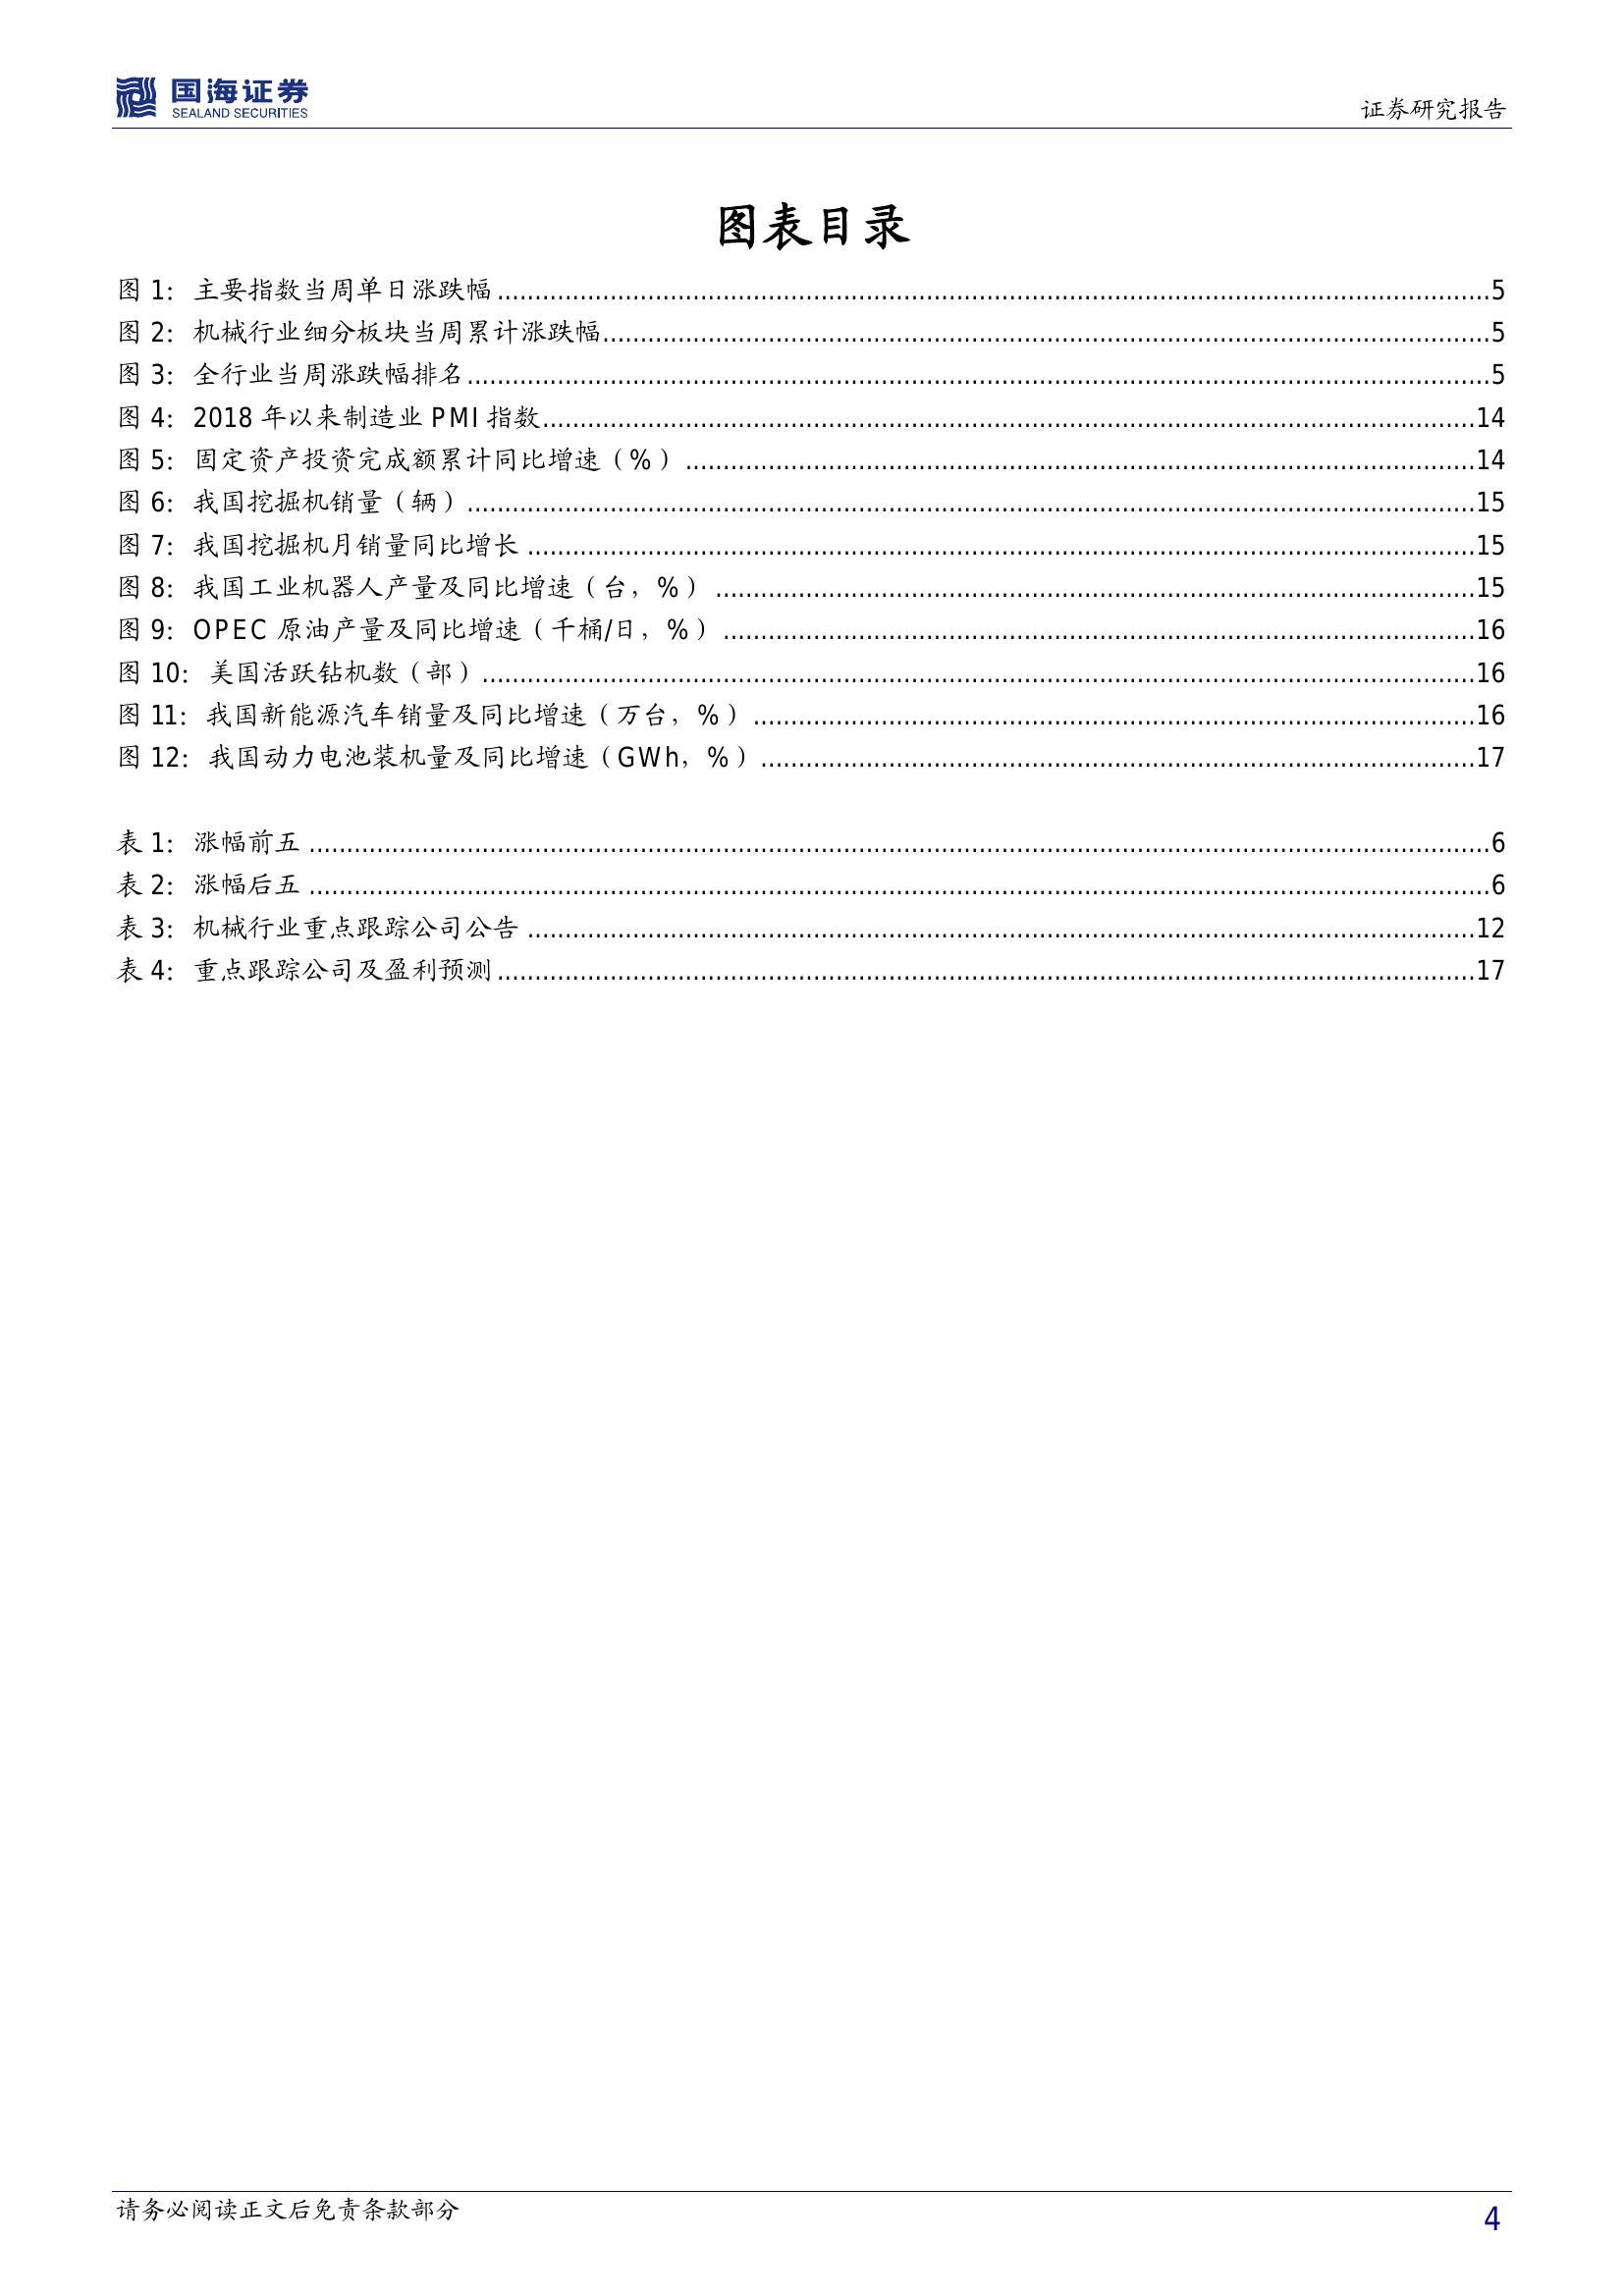 国海证券
SEALAND SECURITIES
证券研究报告
图表目录
图 1：主要指数当周单日涨跌幅....................5
图 2：机械行业细分板块当周累计涨跌幅....................5
图 3：全行业当周涨跌幅排名....................5
图 4：2018 年以来制造业 PMI 指数....................14
图 5：固定资产投资完成额累计同比增速（%）....................14
图 6：我国挖掘机销量（辆）....................15
图 7：我国挖掘机月销量同比增长....................15
图 8：我国工业机器人产量及同比增速（台，%）....................15
图 9：OPEC 原油产量及同比增速（千桶/日，%）....................16
图 10：美国活跃钻机数（部）....................16
图 11：我国新能源汽车销量及同比增速（万台，%）....................16
图 12：我国动力电池装机量及同比增速（GWh，%）....................17
表 1：涨幅前五....................6
表 2：涨幅后五....................6
表 3：机械行业重点跟踪公司公告....................12
表 4：重点跟踪公司及盈利预测....................17
请务必阅读正文后免责条款部分
4